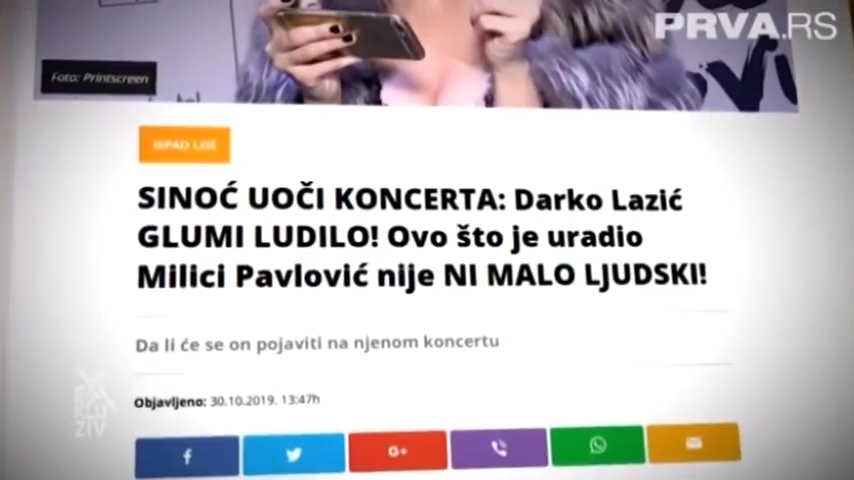 PRVA.RS
Foto: Printscreen
ISPAO LOŠ
SINOĆ UOČI KONCERTA: Darko Lazić
GLUMI LUDILO! Ovo što je uradio
Milici Pavlović nije NI MALO LJUDSKI!
Da li će se on pojaviti na njenom koncertu
Objavljeno: 30.10.2019. 13:47h
EKSKLUZIV
f
G+